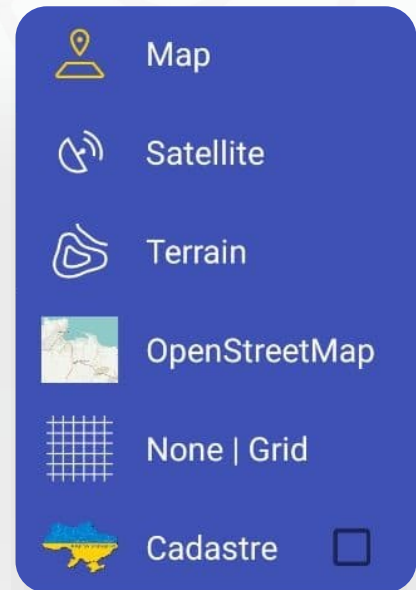 Map
Satellite
Terrain
OpenStreetMap
None | Grid
Cadastre